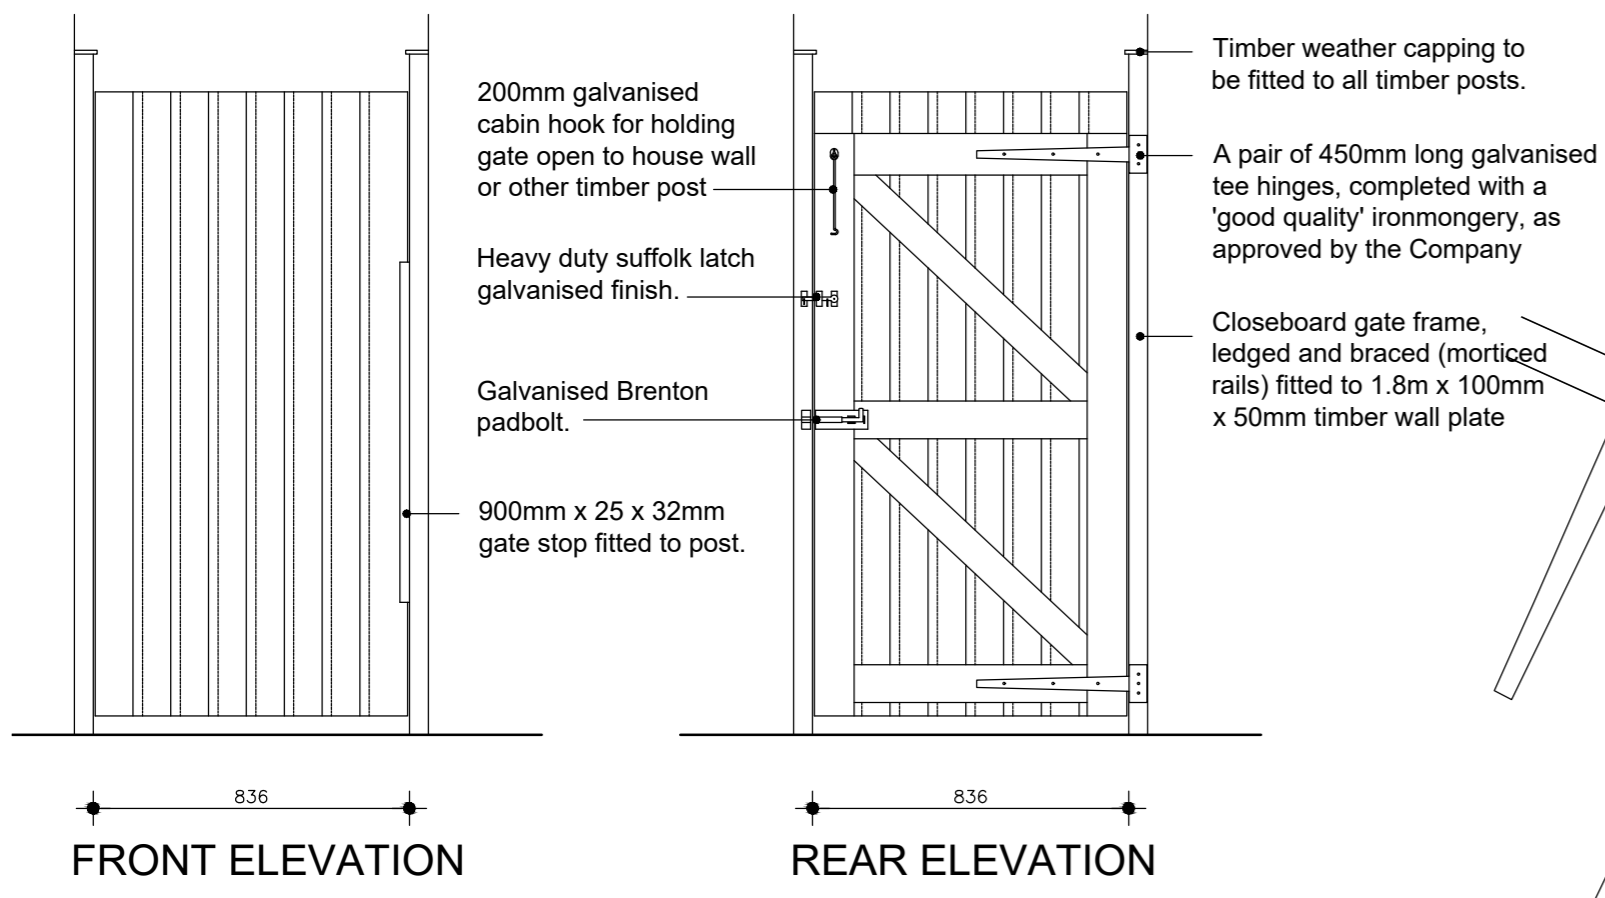 200mm galvanised
cabin hook for holding
gate open to house wall
or other timber post
Heavy duty suffolk latch
galvanised finish.
Galvanised Brenton
padbolt.
900mm x 25 x 32mm
gate stop fitted to post.
Timber weather capping to
be fitted to all timber posts.
A pair of 450mm long galvanised
tee hinges, completed with a
'good quality' ironmongery, as
approved by the Company
Closeboard gate frame,
ledged and braced (morticed
rails) fitted to 1.8m x 100mm
x 50mm timber wall plate
836
836
FRONT ELEVATION
REAR ELEVATION